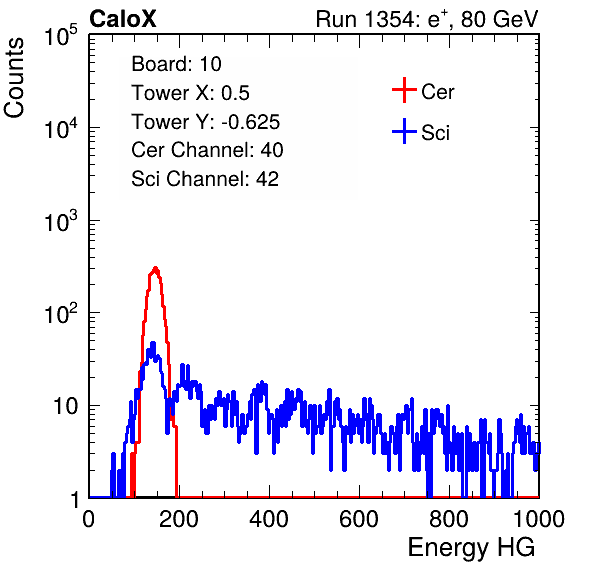 CaloX Run 1354: e⁺, 80 GeV
Counts
Board: 10
Tower X: 0.5
Tower Y: -0.625
Cer Channel: 40
Sci Channel: 42
Cer
Sci
10⁵
10⁴
10³
10²
10
1
0 200 400 600 800 1000
Energy HG